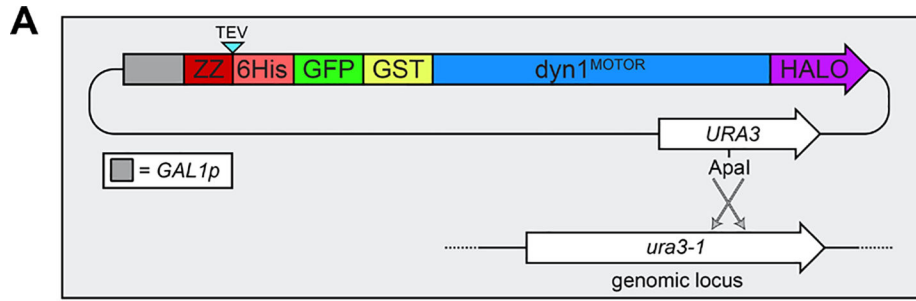 A
TEV
ZZ 6His GFP GST dyn1MOTOR HALO
URA3
= GAL1p
ApaI
ura3-1
genomic locus